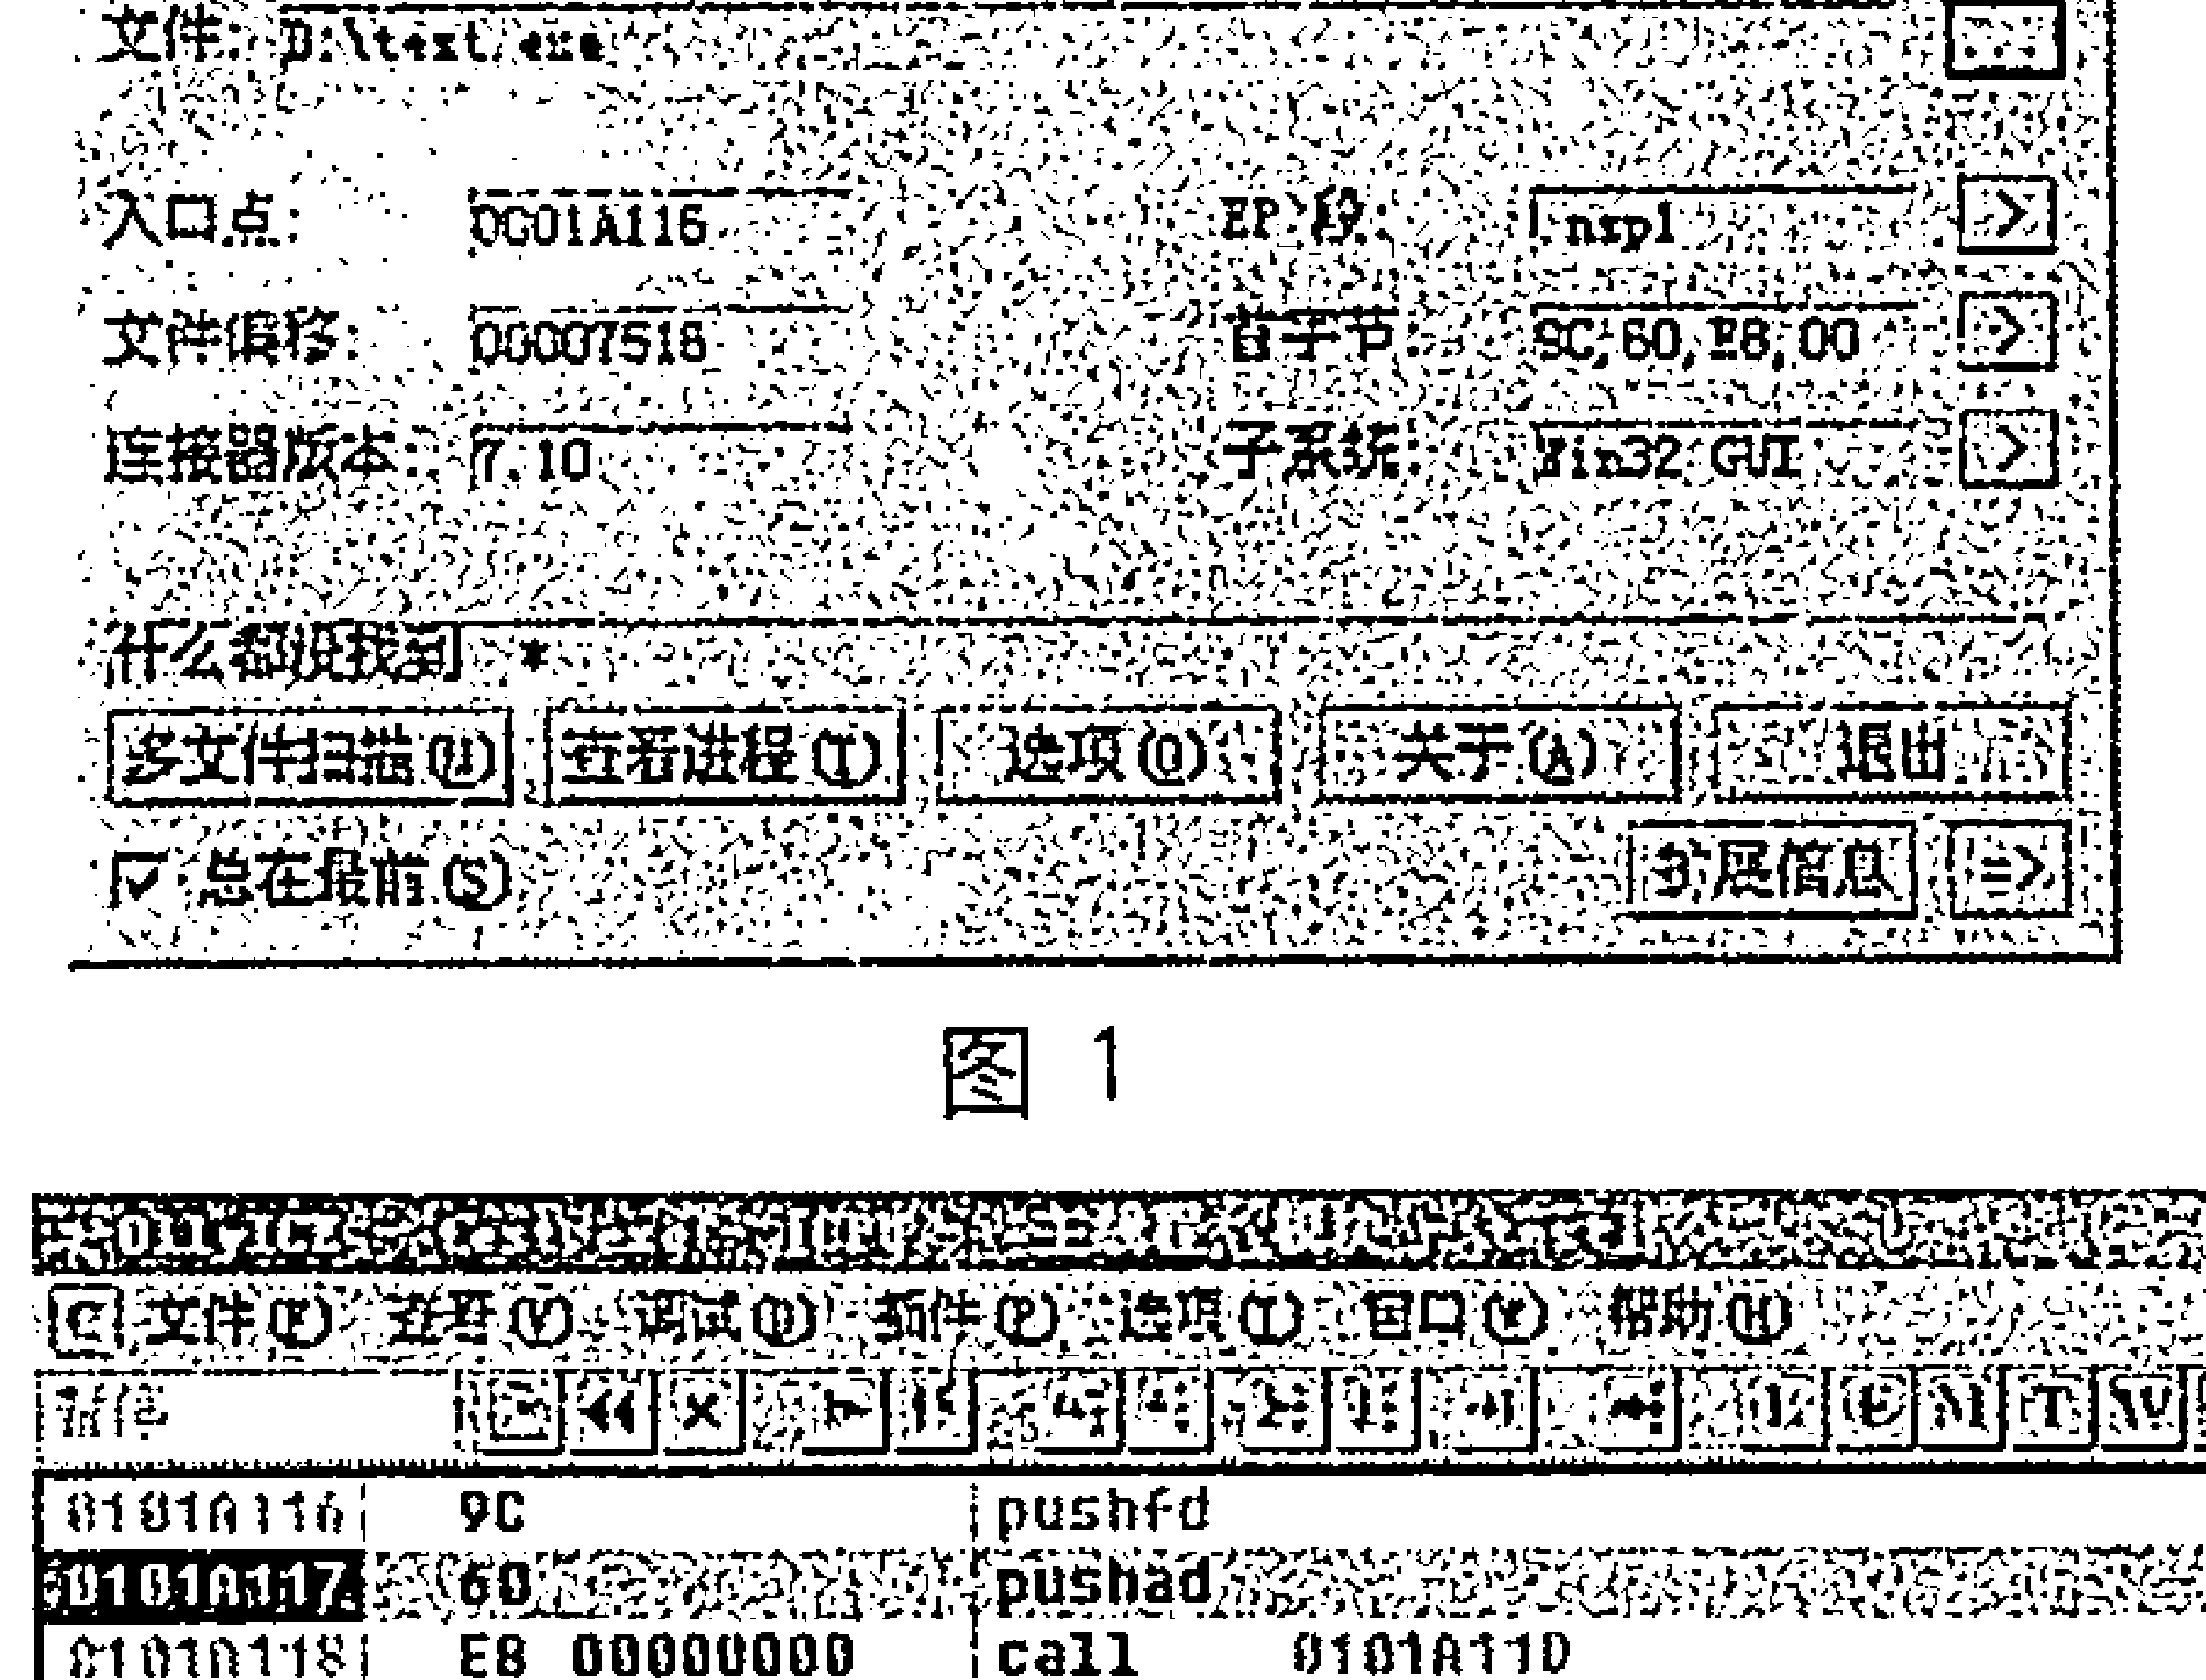 文件: D:\text.exe
入口点: 0001A116 EP 段: .nsp1 >
文件偏移: 00007516 首字节: 9C,60,E8,00 >
连接器版本: 7.10 子系统: Win32 GUI >
什么都没找到 *
多文件扫描(M) 查看进程(T) 选项(O) 关于(A) 退出
总在最前(S) 扩展信息 =>
图 1
文件(F) 查看(V) 调试(D) 插件(P) 选项(T) 窗口(W) 帮助(H)
暂停 L E M T W
0101A116 9C pushfd
0101A117 60 pushad
0101A118 E8 00000000 call 0101A11D